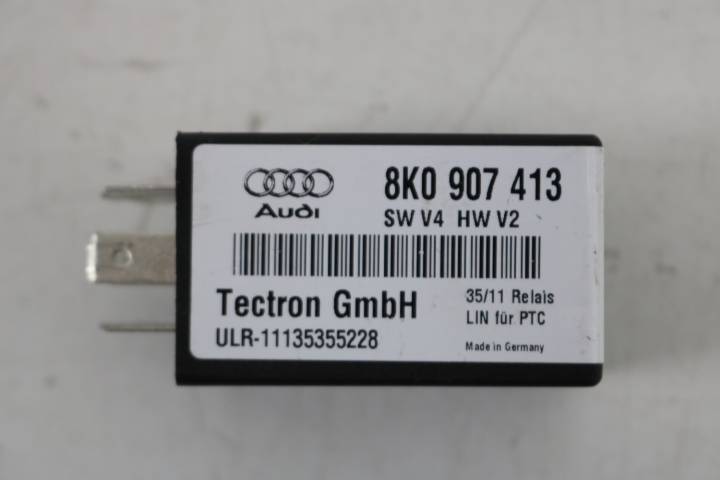 Audi
8K0 907 413
SW V4 HW V2
Tectron GmbH
ULR-11135355228
35/11 Relais
LIN für PTC
Made in Germany